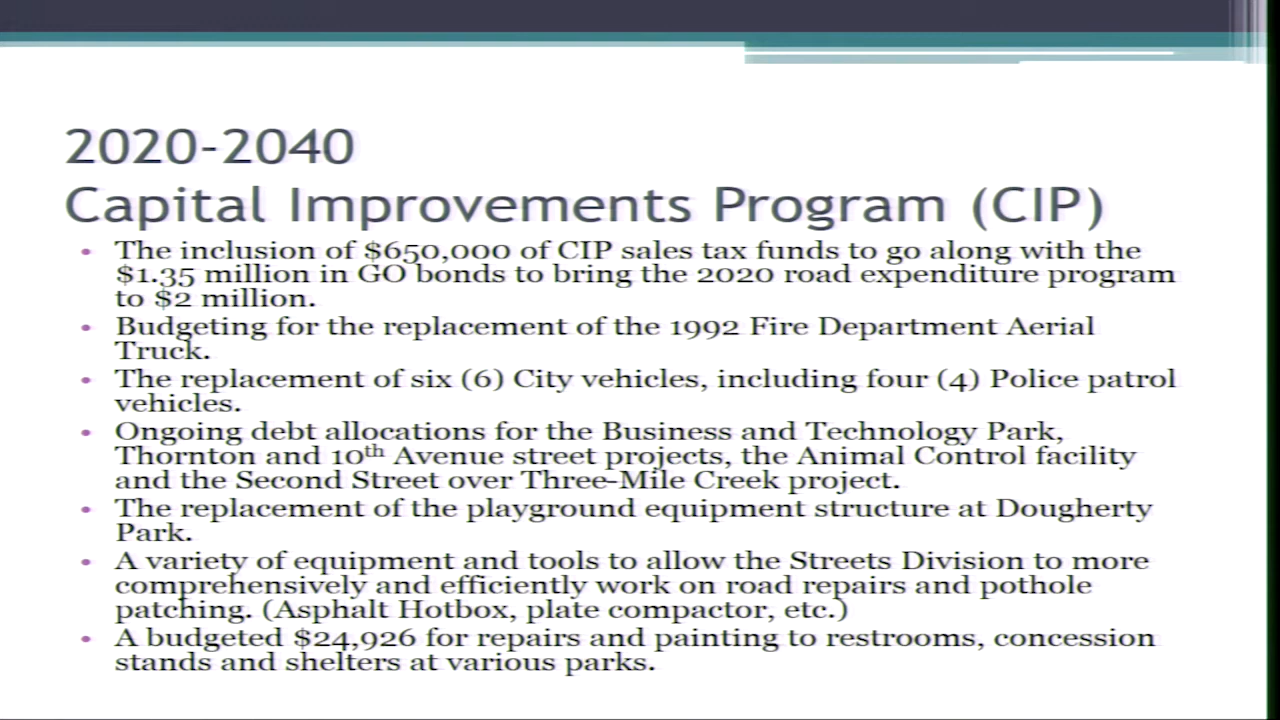 2020-2040
Capital Improvements Program (CIP)
• The inclusion of $650,000 of CIP sales tax funds to go along with the
$1.35 million in GO bonds to bring the 2020 road expenditure program
to $2 million.
• Budgeting for the replacement of the 1992 Fire Department Aerial
Truck.
• The replacement of six (6) City vehicles, including four (4) Police patrol
vehicles.
• Ongoing debt allocations for the Business and Technology Park,
Thornton and 10th Avenue street projects, the Animal Control facility
and the Second Street over Three-Mile Creek project.
• The replacement of the playground equipment structure at Dougherty
Park.
• A variety of equipment and tools to allow the Streets Division to more
comprehensively and efficiently work on road repairs and pothole
patching. (Asphalt Hotbox, plate compactor, etc.)
• A budgeted $24,926 for repairs and painting to restrooms, concession
stands and shelters at various parks.